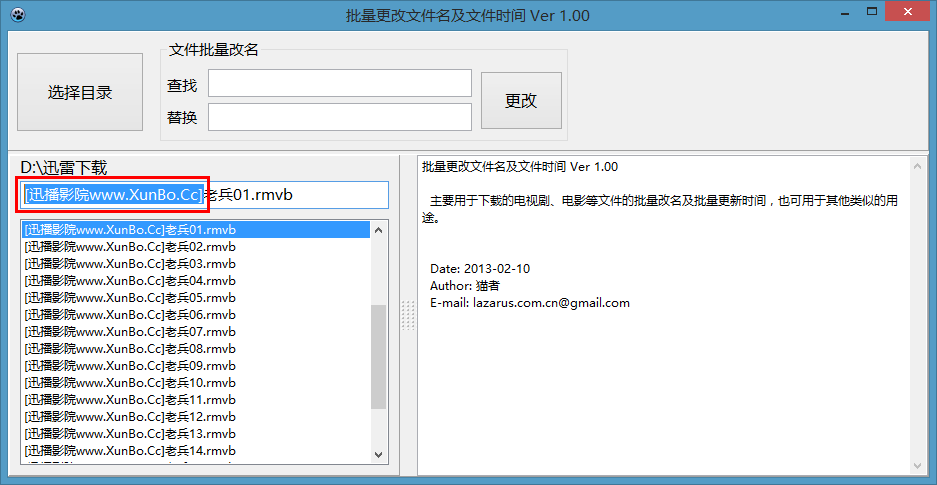 批量更改文件名及文件时间 Ver 1.00
文件批量改名
选择目录
查找
替换
更改
D:\迅雷下载
[迅播影院www.XunBo.Cc]老兵01.rmvb
[迅播影院www.XunBo.Cc]老兵01.rmvb
[迅播影院www.XunBo.Cc]老兵02.rmvb
[迅播影院www.XunBo.Cc]老兵03.rmvb
[迅播影院www.XunBo.Cc]老兵04.rmvb
[迅播影院www.XunBo.Cc]老兵05.rmvb
[迅播影院www.XunBo.Cc]老兵06.rmvb
[迅播影院www.XunBo.Cc]老兵07.rmvb
[迅播影院www.XunBo.Cc]老兵08.rmvb
[迅播影院www.XunBo.Cc]老兵09.rmvb
[迅播影院www.XunBo.Cc]老兵10.rmvb
[迅播影院www.XunBo.Cc]老兵11.rmvb
[迅播影院www.XunBo.Cc]老兵12.rmvb
[迅播影院www.XunBo.Cc]老兵13.rmvb
[迅播影院www.XunBo.Cc]老兵14.rmvb
批量更改文件名及文件时间 Ver 1.00
主要用于下载的电视剧、电影等文件的批量改名及批量更新时间，也可用于其他类似的用
途。
Date: 2013-02-10
Author: 猫者
E-mail: lazarus.com.cn@gmail.com